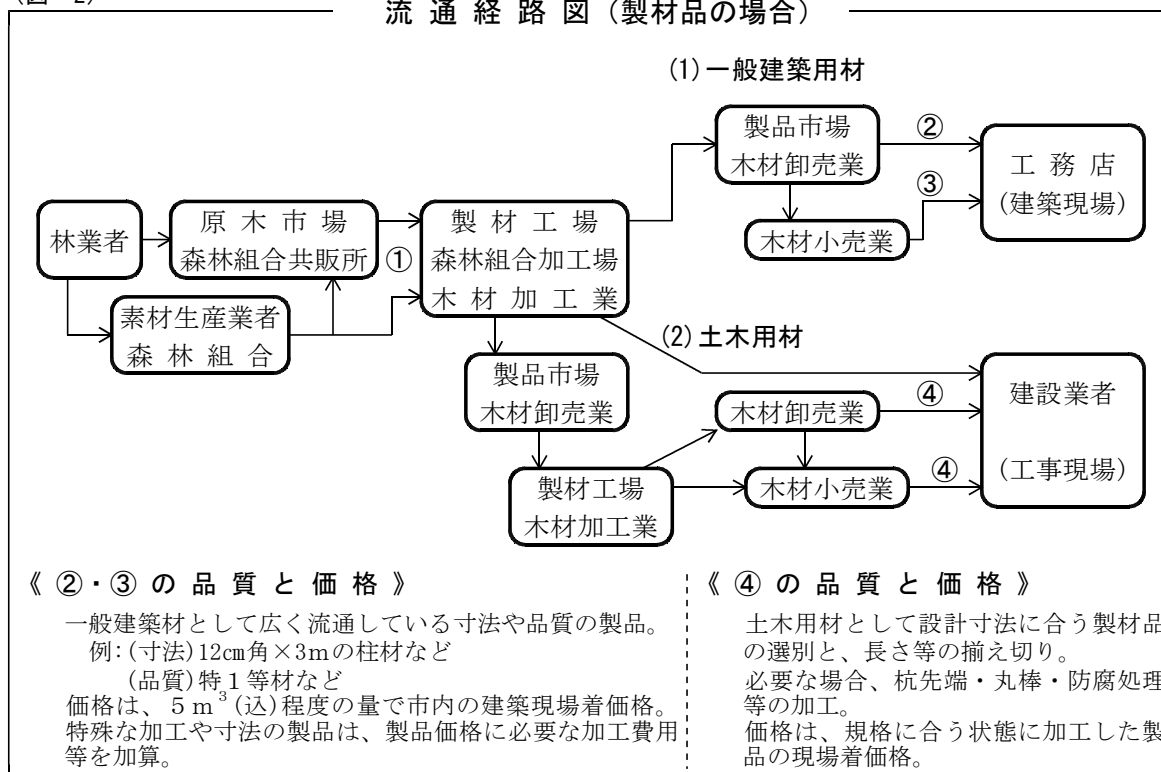 (図－2)
流通経路図(製材品の場合)
(1)一般建築用材
製品市場
木材卸売業
②
工務店
(建築現場)
③
木材小売業
林業者
原木市場
森林組合共販所
①
製材工場
森林組合加工場
木材加工業
素材生産業者
森林組合
(2)土木用材
製品市場
木材卸売業
木材卸売業
④
建設業者
(工事現場)
製材工場
木材加工業
木材小売業
④
《②・③の品質と価格》
一般建築材として広く流通している寸法や品質の製品。
例:(寸法)12㎝角×3mの柱材など
(品質)特1等材など
価格は、5m³(込)程度の量で市内の建築現場着価格。
特殊な加工や寸法の製品は、製品価格に必要な加工費用
等を加算。
《④の品質と価格》
土木用材として設計寸法に合う製材品
の選別と、長さ等の揃え切り。
必要な場合、杭先端・丸棒・防腐処理
等の加工。
価格は、規格に合う状態に加工した製
品の現場着価格。